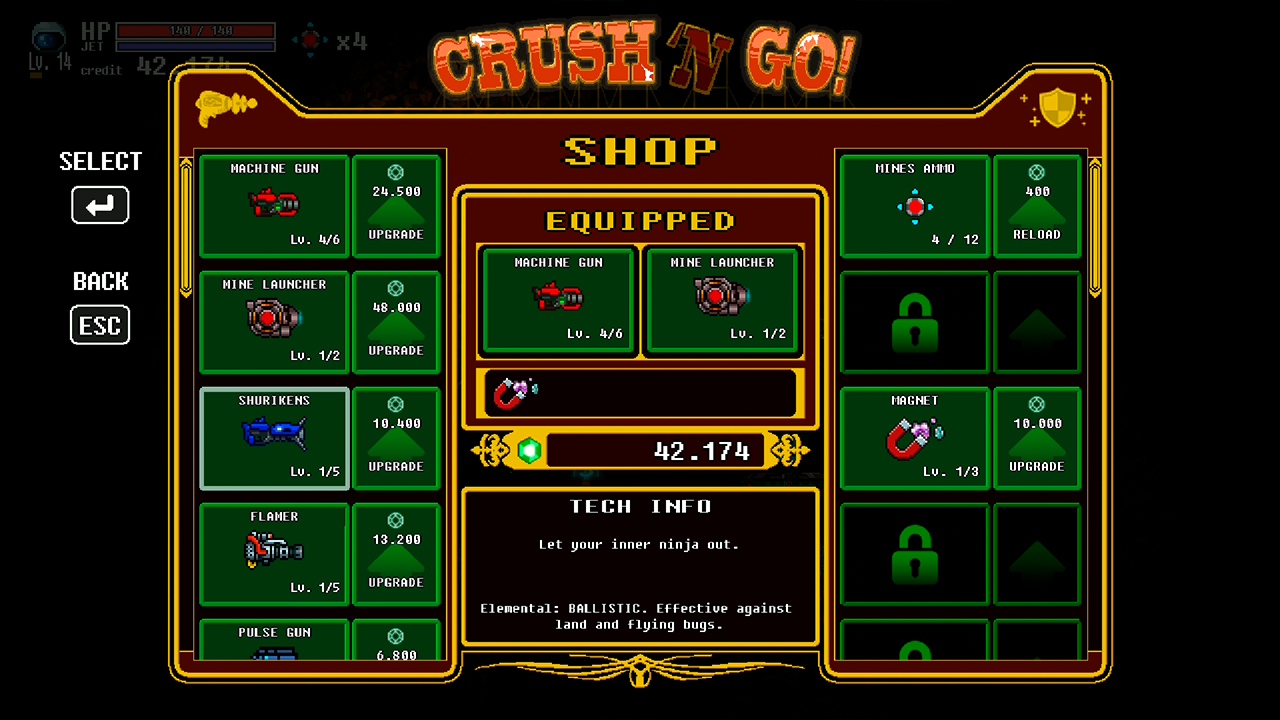 HP 140 / 140 x4
JET
Lv. 14 credit 42.174
CRUSH 'N GO!
SELECT
BACK
ESC
SHOP
MACHINE GUN
Lv. 4/6
24.500
UPGRADE
MINE LAUNCHER
Lv. 1/2
48.000
UPGRADE
SHURIKENS
Lv. 1/5
10.400
UPGRADE
FLAMER
Lv. 1/5
13.200
UPGRADE
PULSE GUN
6.800
EQUIPPED
MACHINE GUN
Lv. 4/6
MINE LAUNCHER
Lv. 1/2
42.174
TECH INFO
Let your inner ninja out.
Elemental: BALLISTIC. Effective against
land and flying bugs.
MINES AMMO
4 / 12
400
RELOAD
MAGNET
Lv. 1/3
10.000
UPGRADE